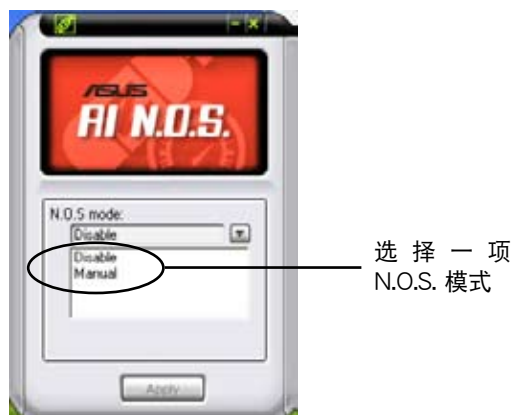 ASUS
AI N.O.S.
N.O.S mode:
Disable
Disable
Manual
选择一项
N.O.S. 模式
Apply